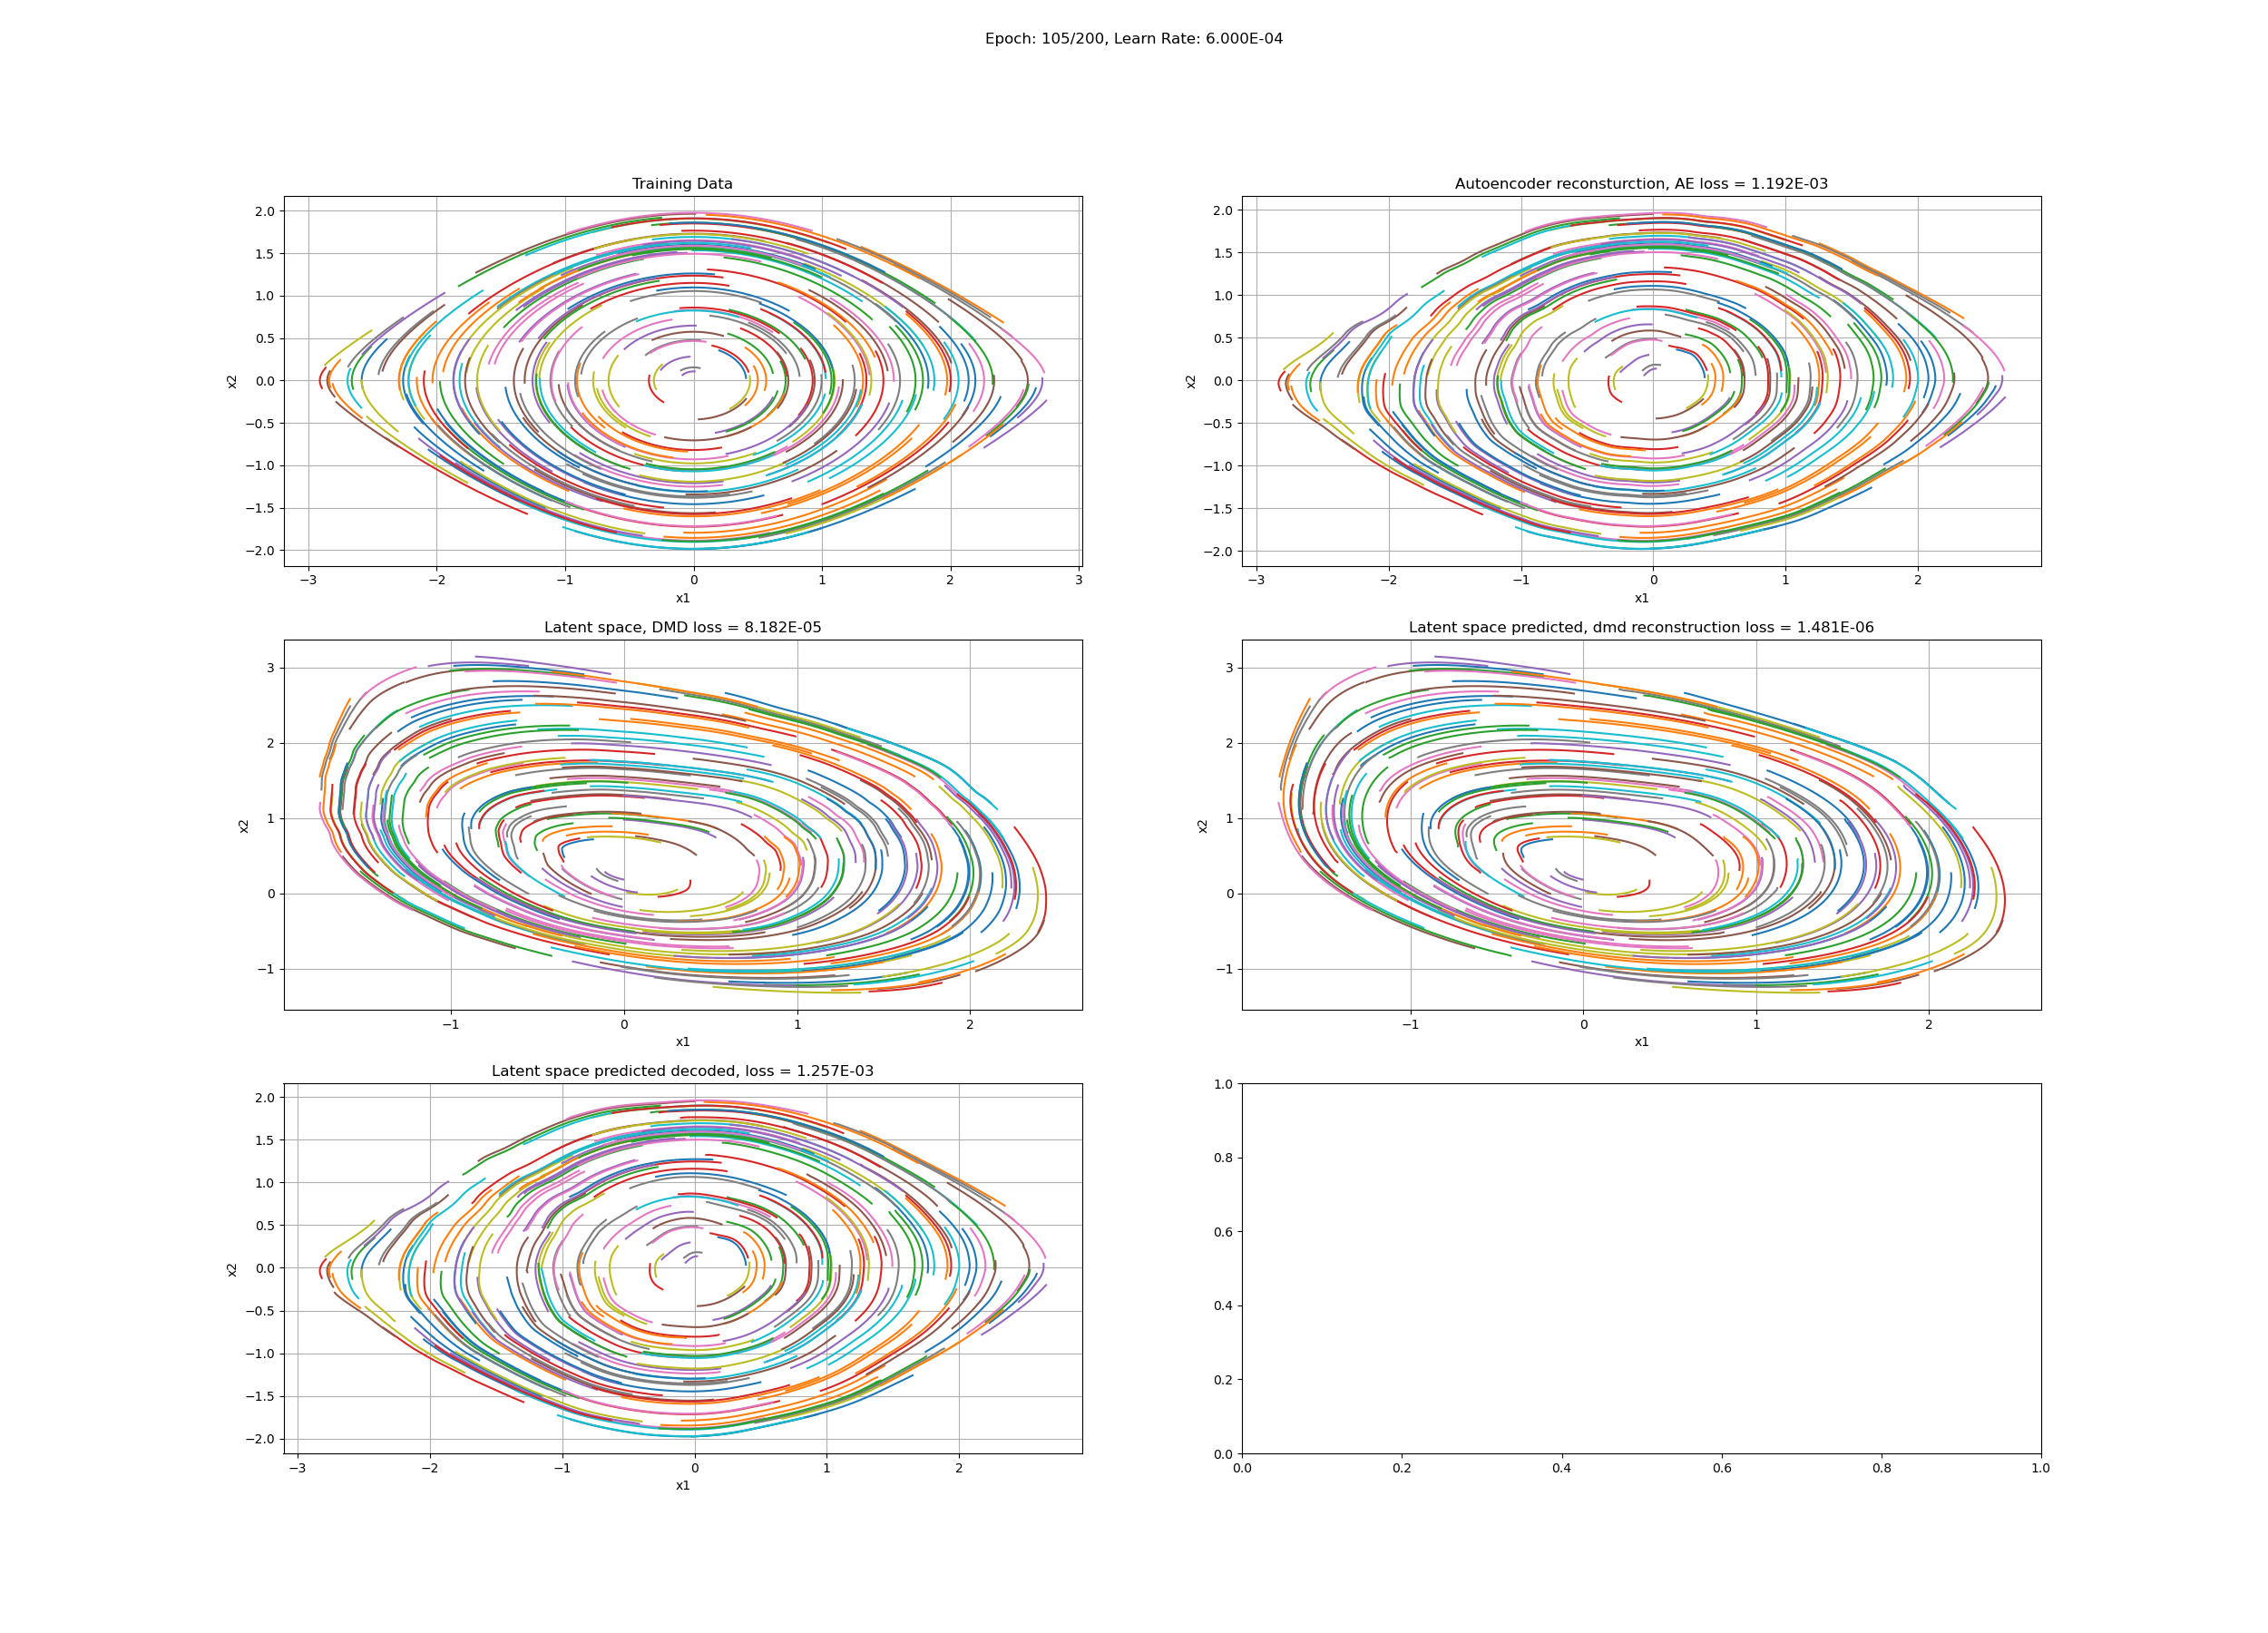 Epoch: 105/200, Learn Rate: 6.000E-04
Training Data
2.0
1.5
1.0
0.5
0.0
−0.5
−1.0
−1.5
−2.0
x2
−3 −2 −1 0 1 2 3
x1
Autoencoder reconsturction, AE loss = 1.192E-03
2.0
1.5
1.0
0.5
0.0
−0.5
−1.0
−1.5
−2.0
x2
−3 −2 −1 0 1 2
x1
Latent space, DMD loss = 8.182E-05
3
2
1
0
−1
x2
−1 0 1 2
x1
Latent space predicted, dmd reconstruction loss = 1.481E-06
3
2
1
0
−1
x2
−1 0 1 2
x1
Latent space predicted decoded, loss = 1.257E-03
2.0
1.5
1.0
0.5
0.0
−0.5
−1.0
−1.5
−2.0
x2
−3 −2 −1 0 1 2
x1
1.0
0.8
0.6
0.4
0.2
0.0
0.0 0.2 0.4 0.6 0.8 1.0